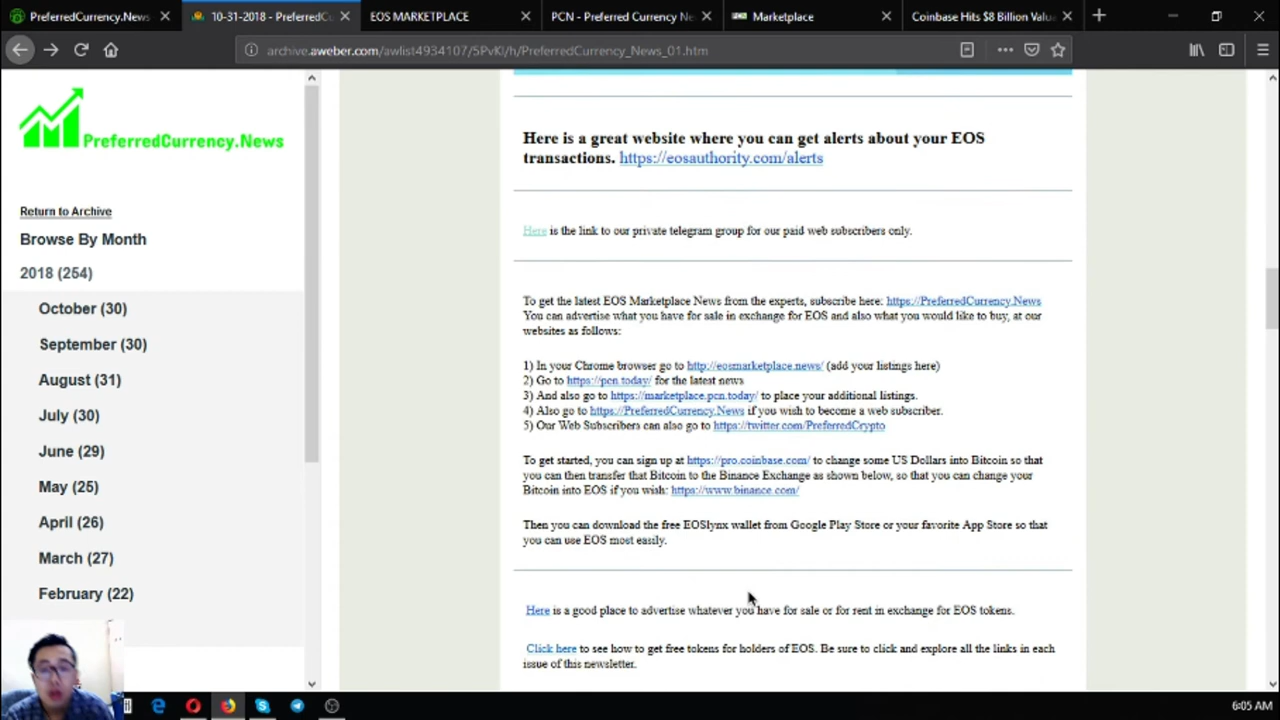 PreferredCurrency.News
10-31-2018 - PreferredCu
EOS MARKETPLACE
PCN - Preferred Currency Ne
Marketplace
Coinbase Hits $8 Billion Valua
archive.aweber.com/awlist4934107/5PvKl/h/PreferredCurrency_News_01.htm
PreferredCurrency.News
Return to Archive
Browse By Month
2018 (254)
October (30)
September (30)
August (31)
July (30)
June (29)
May (25)
April (26)
March (27)
February (22)
Here is a great website where you can get alerts about your EOS
transactions. https://eosauthority.com/alerts
Here is the link to our private telegram group for our paid web subscribers only.
To get the latest EOS Marketplace News from the experts, subscribe here: https://PreferredCurrency.News
You can advertise what you have for sale in exchange for EOS and also what you would like to buy, at our
websites as follows:
1) In your Chrome browser go to http://eosmarketplace.news/ (add your listings here)
2) Go to https://pcn.today/ for the latest news
3) And also go to https://marketplace.pcn.today/ to place your additional listings.
4) Also go to https://PreferredCurrency.News if you wish to become a web subscriber.
5) Our Web Subscribers can also go to https://twitter.com/PreferredCrypto
To get started, you can sign up at https://pro.coinbase.com/ to change some US Dollars into Bitcoin so that
you can then transfer that Bitcoin to the Binance Exchange as shown below, so that you can change your
Bitcoin into EOS if you wish: https://www.binance.com/
Then you can download the free EOSlynx wallet from Google Play Store or your favorite App Store so that
you can use EOS most easily.
Here is a good place to advertise whatever you have for sale or for rent in exchange for EOS tokens.
Click here to see how to get free tokens for holders of EOS. Be sure to click and explore all the links in each
issue of this newsletter.
6:05 AM